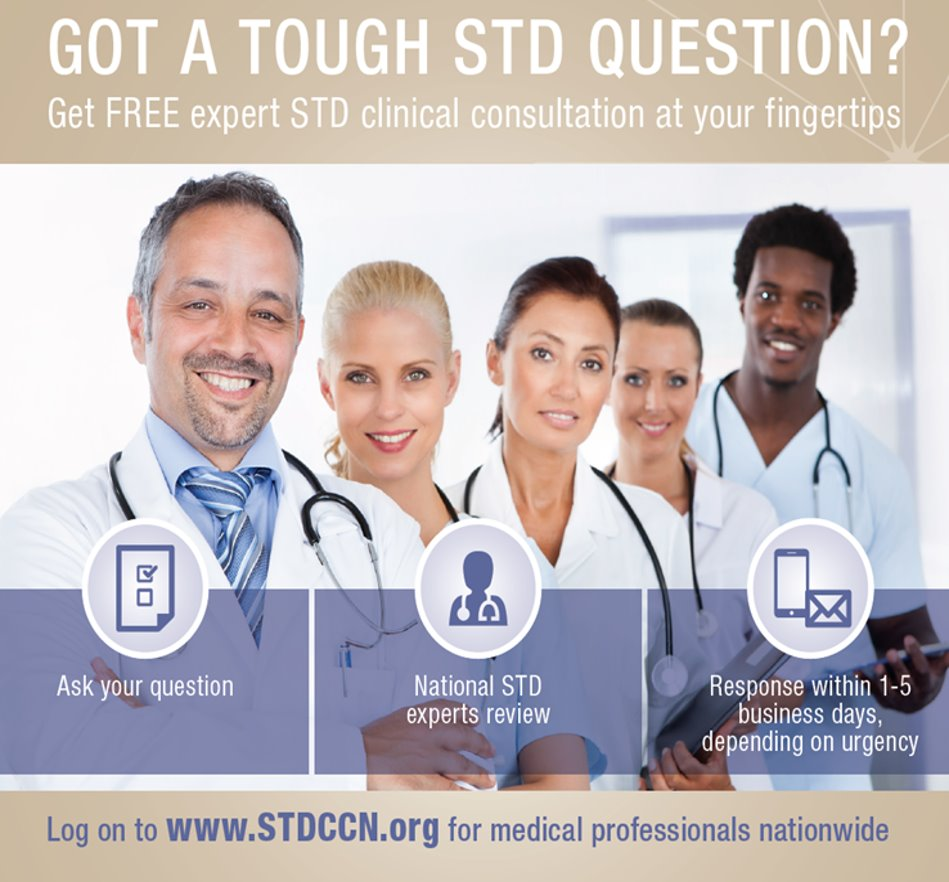 GOT A TOUGH STD QUESTION?
Get FREE expert STD clinical consultation at your fingertips
Ask your question
National STD
experts review
Response within 1-5
business days,
depending on urgency
Log on to www.STDCCN.org for medical professionals nationwide